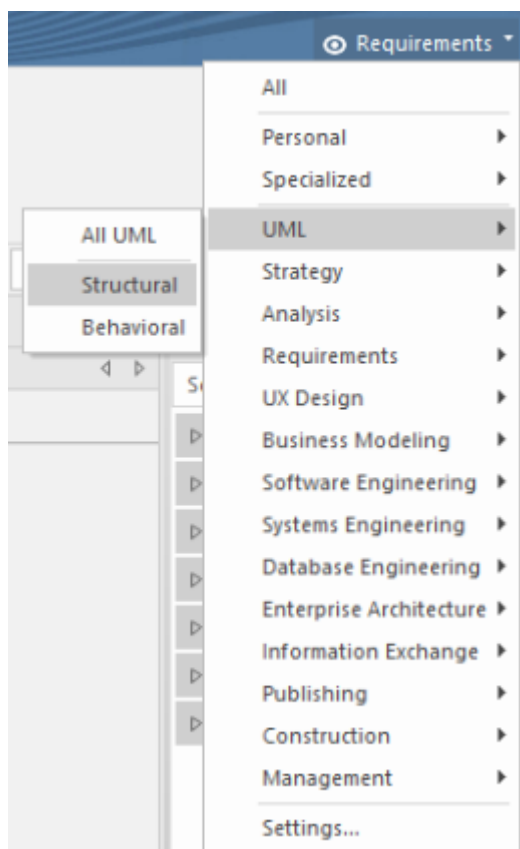 Requirements
All
Personal
Specialized
UML
Strategy
Analysis
Requirements
UX Design
Business Modeling
Software Engineering
Systems Engineering
Database Engineering
Enterprise Architecture
Information Exchange
Publishing
Construction
Management
Settings...
All UML
Structural
Behavioral